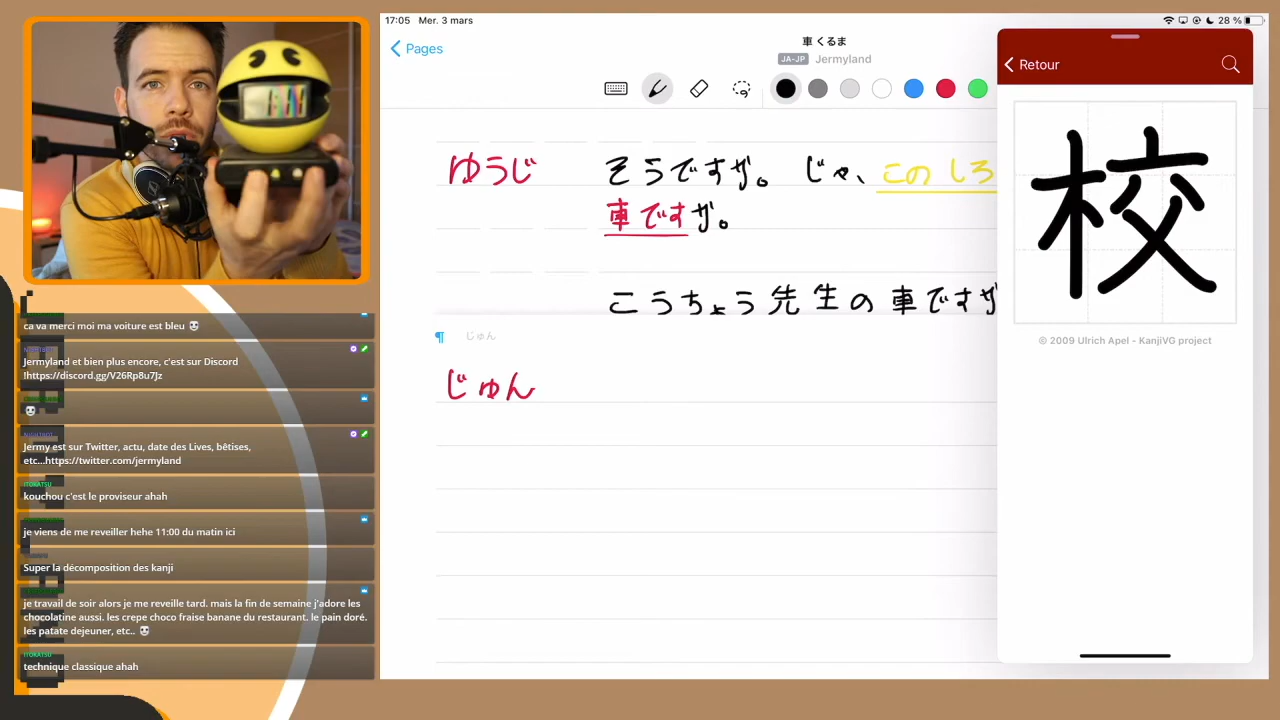 17:05 Mer. 3 mars
28 %
Pages
車 くるま
JA-JP Jermyland
ゆうじ
そうですか。 じゃ、このしろ
車ですか。
こうちょう先生の車ですか
じゅん
じゅん
Retour
校
© 2009 Ulrich Apel - KanjiVG project
ca va merci moi ma voiture est bleu
Jermyland et bien plus encore, c'est sur Discord
!https://discord.gg/V26Rp8u7Jz
Jermy est sur Twitter, actu, date des Lives, bêtises,
etc...https://twitter.com/jermyland
ITOKATSU
kouchou c'est le proviseur ahah
je viens de me reveiller hehe 11:00 du matin ici
Super la décomposition des kanji
je travail de soir alors je me reveille tard. mais la fin de semaine j'adore les
chocolatine aussi. les crepe choco fraise banane du restaurant. le pain doré.
les patate dejeuner, etc..
ITOKATSU
technique classique ahah